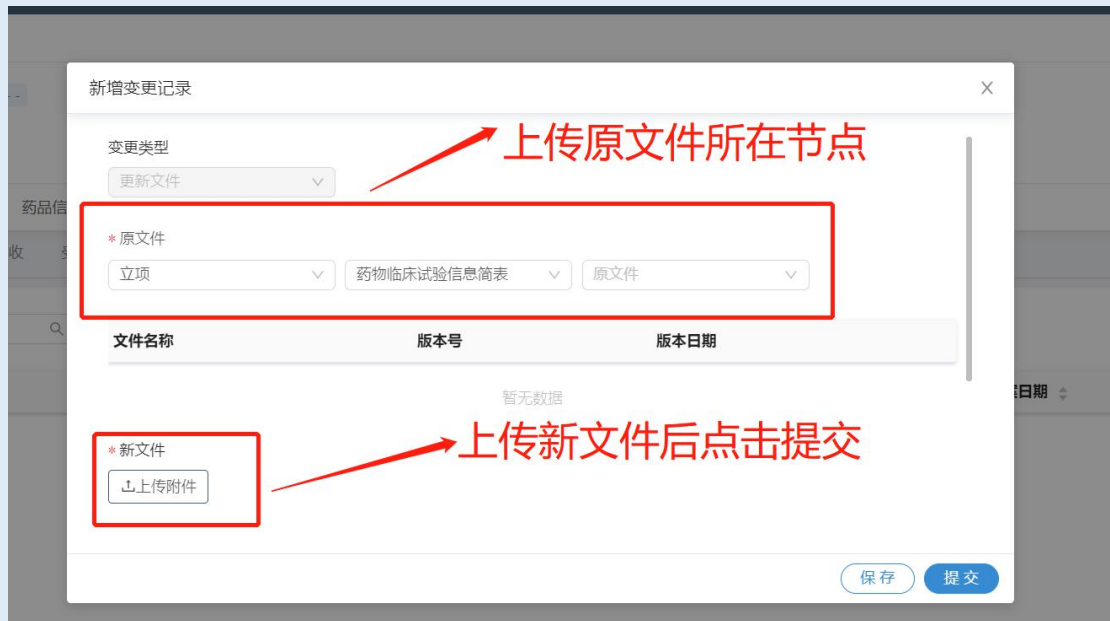 新增变更记录
--
上传原文件所在节点
变更类型
更新文件
药品信
* 原文件
收
立项 药物临床试验信息简表 原文件
文件名称 版本号 版本日期
暂无数据
日期
上传新文件后点击提交
* 新文件
上传附件
保存 提交